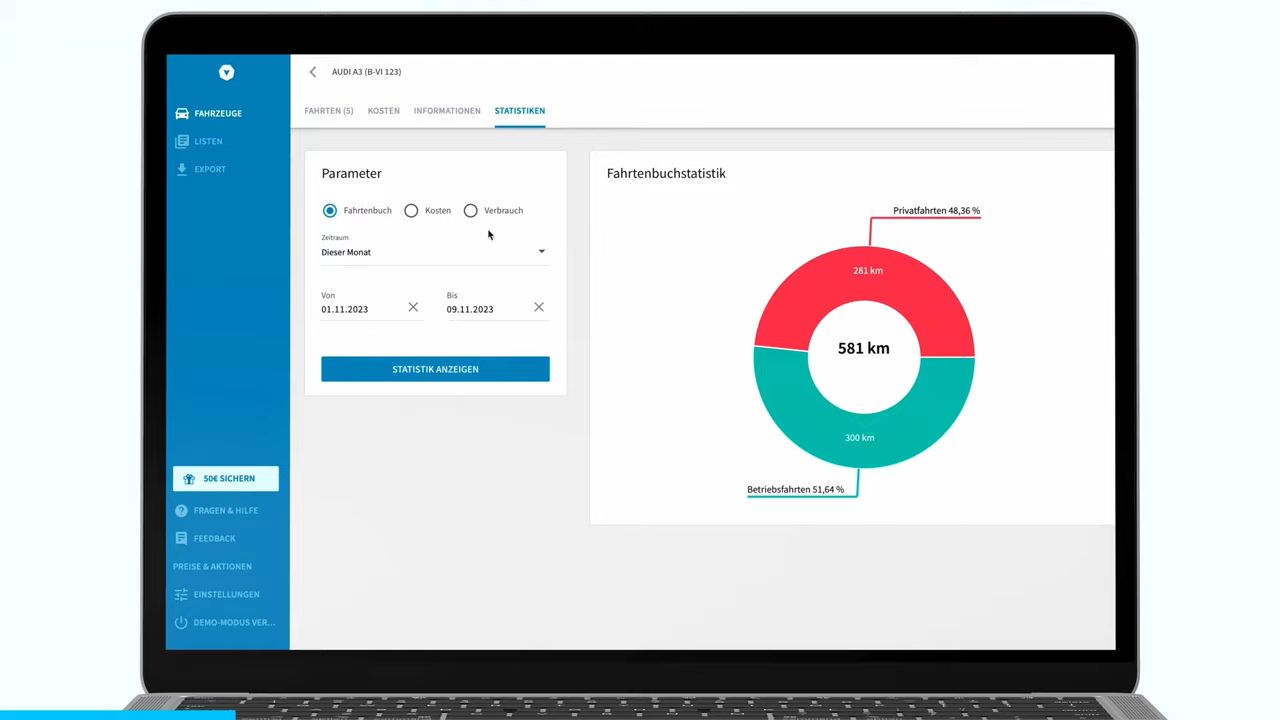 AUDI A3 (B-VI 123)
FAHRTEN (5) KOSTEN INFORMATIONEN STATISTIKEN
FAHRZEUGE
LISTEN
EXPORT
50€ SICHERN
FRAGEN & HILFE
FEEDBACK
PREISE & AKTIONEN
EINSTELLUNGEN
DEMO-MODUS VER...
Parameter
Fahrtenbuch Kosten Verbrauch
Zeitraum
Dieser Monat
Von Bis
01.11.2023 09.11.2023
STATISTIK ANZEIGEN
Fahrtenbuchstatistik
Privatfahrten 48,36 %
281 km
581 km
300 km
Betriebsfahrten 51,64 %